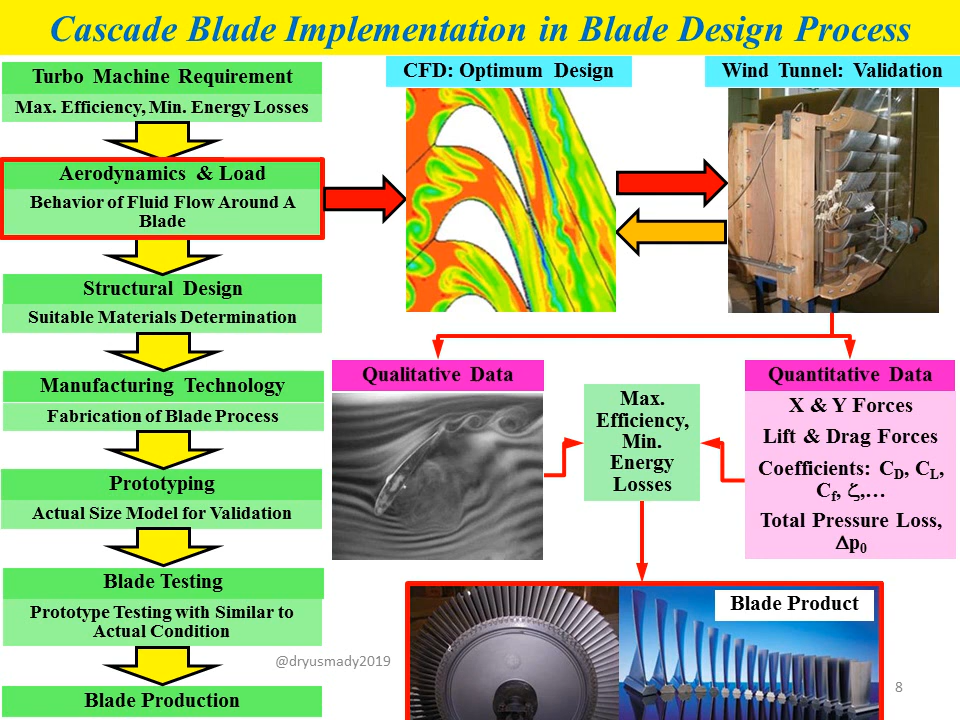 Cascade Blade Implementation in Blade Design Process
Turbo Machine Requirement
Max. Efficiency, Min. Energy Losses
Aerodynamics & Load
Behavior of Fluid Flow Around A
Blade
Structural Design
Suitable Materials Determination
Manufacturing Technology
Fabrication of Blade Process
Prototyping
Actual Size Model for Validation
Blade Testing
Prototype Testing with Similar to
Actual Condition
Blade Production
CFD: Optimum Design
Wind Tunnel: Validation
Qualitative Data
Max.
Efficiency,
Min.
Energy
Losses
Quantitative Data
X & Y Forces
Lift & Drag Forces
Coefficients: C_D, C_L,
C_f, ζ,…
Total Pressure Loss,
Δp₀
Blade Product
@dryusmady2019
8